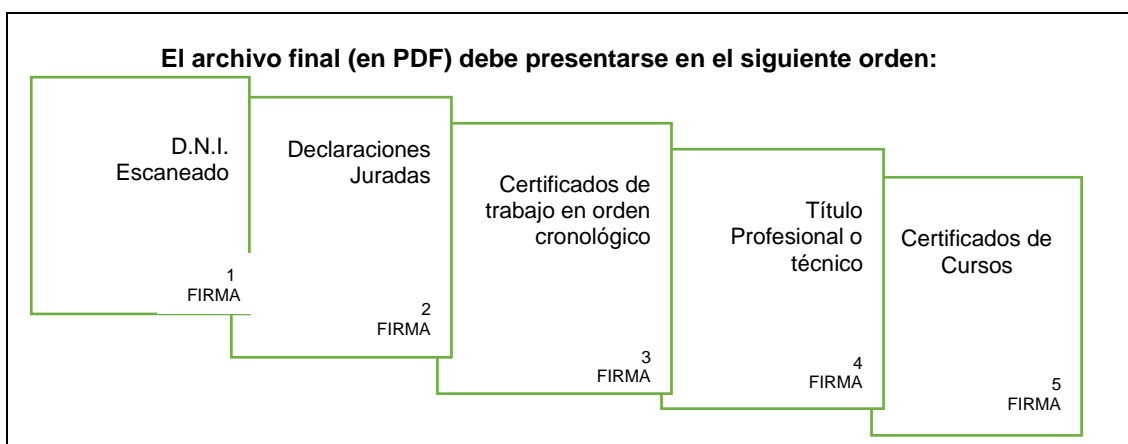 El archivo final (en PDF) debe presentarse en el siguiente orden:
D.N.I.
Escaneado
1
FIRMA
Declaraciones
Juradas
2
FIRMA
Certificados de
trabajo en orden
cronológico
3
FIRMA
Título
Profesional o
técnico
4
FIRMA
Certificados de
Cursos
5
FIRMA